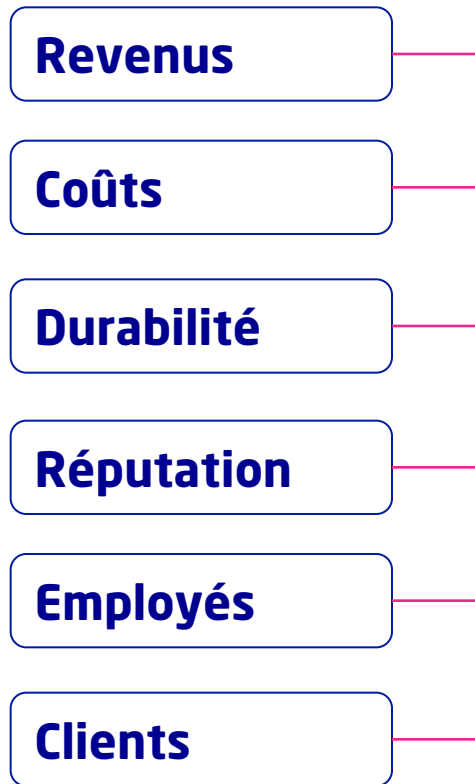 Revenus
Coûts
Durabilité
Réputation
Employés
Clients